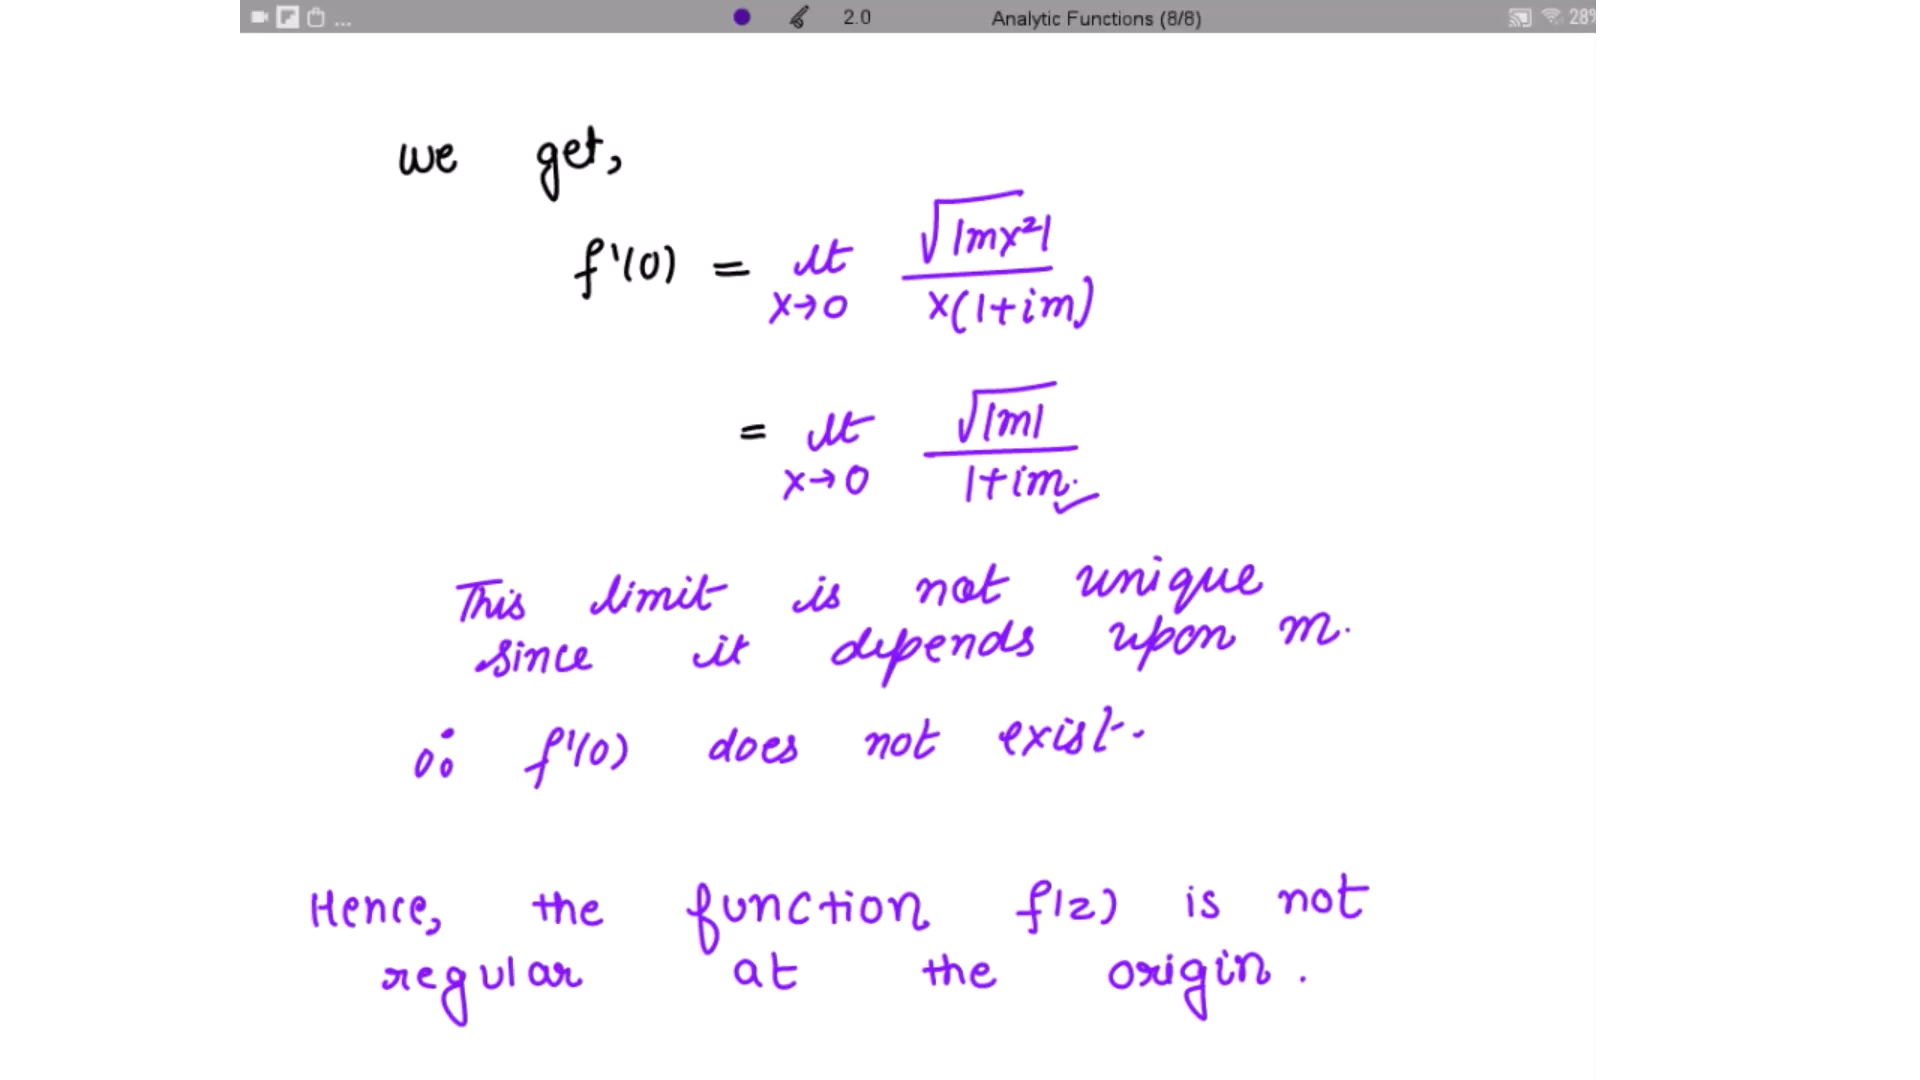 ... 2.0 Analytic Functions (8/8) 28%
we get,
f'(0) = lt x→0 √|mx²| / x(1+im)
= lt x→0 √|m| / 1+im.
This limit is not unique
since it depends upon m.
∴ f'(0) does not exist.
Hence, the function f(z) is not
regular at the origin.